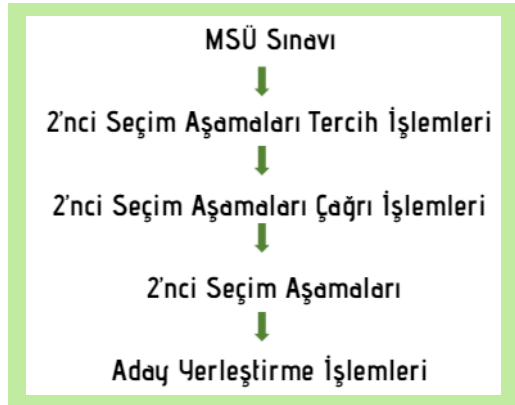 MSÜ Sınavı
2'nci Seçim Aşamaları Tercih İşlemleri
2'nci Seçim Aşamaları Çağrı İşlemleri
2'nci Seçim Aşamaları
Aday Yerleştirme İşlemleri